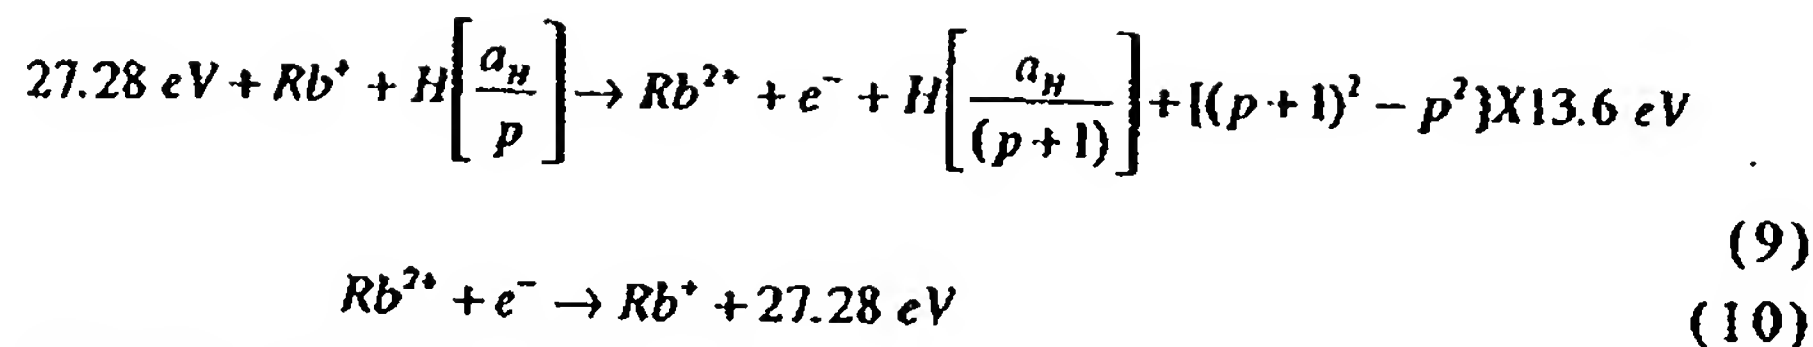 27.28 eV + Rb⁺ + H[a_H/p] → Rb²⁺ + e⁻ + H[a_H/(p + 1)] + [(p + 1)² − p²]X13.6 eV
(9)
Rb²⁺ + e⁻ → Rb⁺ + 27.28 eV
(10)